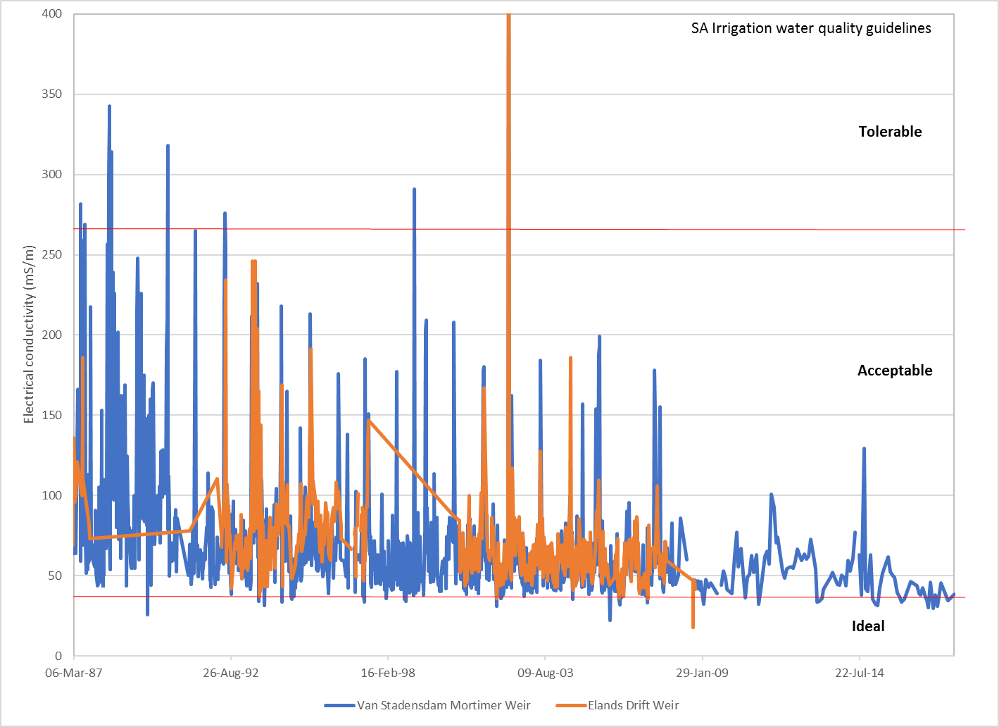 400
SA Irrigation water quality guidelines
350
Tolerable
300
250
Electrical conductivity (mS/m)
200
Acceptable
150
100
50
Ideal
0
06-Mar-87
26-Aug-92
16-Feb-98
09-Aug-03
29-Jan-09
22-Jul-14
Van Stadensdam Mortimer Weir
Elands Drift Weir